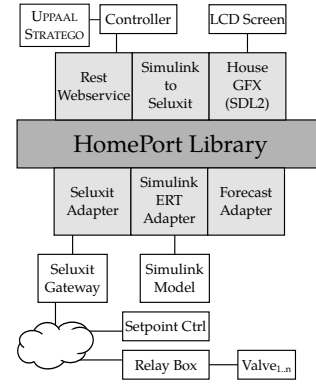 UPPAAL
STRATEGO
Controller
LCD Screen
Rest
Webservice
Simulink
to
Seluxit
House
GFX
(SDL2)
HomePort Library
Seluxit
Adapter
Simulink
ERT
Adapter
Forecast
Adapter
Seluxit
Gateway
Simulink
Model
Setpoint Ctrl
Relay Box
Valve1..n